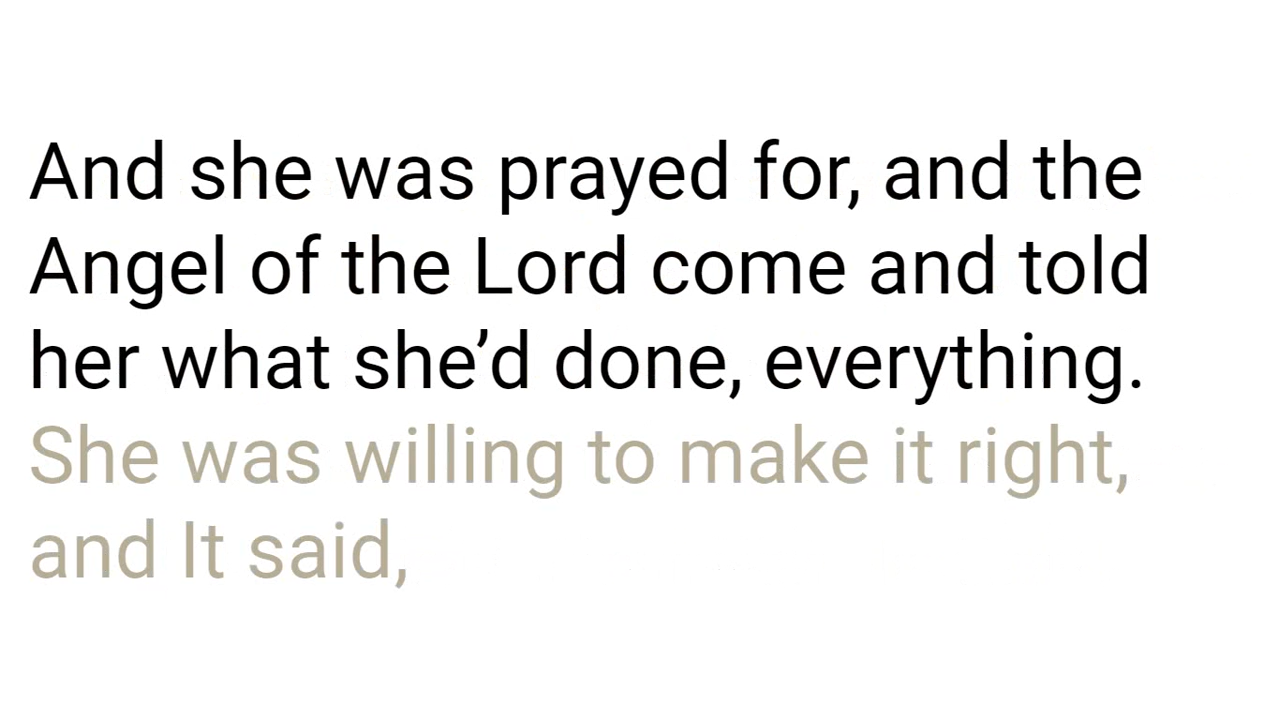 And she was prayed for, and the
Angel of the Lord come and told
her what she’d done, everything.
She was willing to make it right,
and It said,